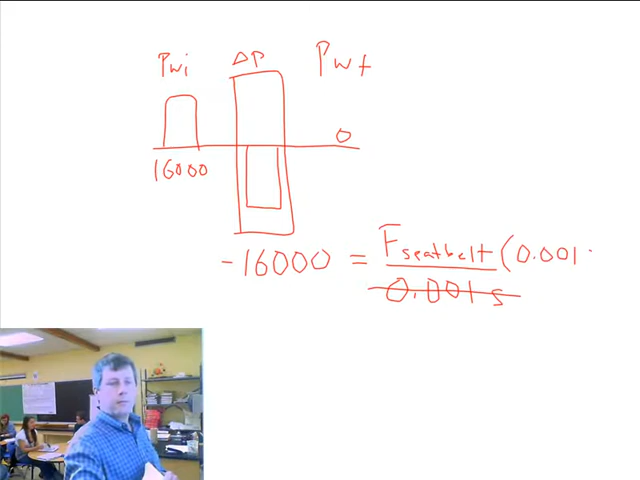 Pwi ΔP Pwf
0
16000
-16000 = Fseatbelt (0.001
0.001 s